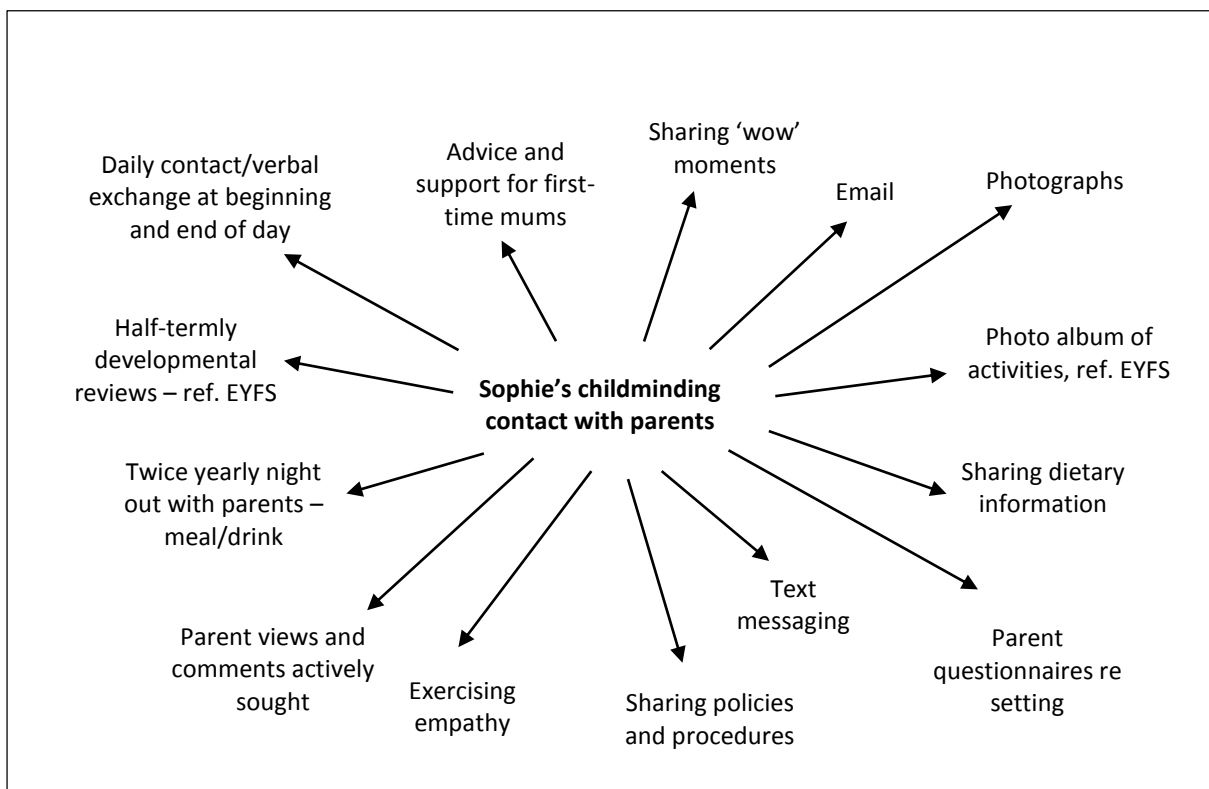 Sharing ‘wow’
moments
Advice and
support for first-
time mums
Daily contact/verbal
exchange at beginning
and end of day
Email
Photographs
Half-termly
developmental
reviews – ref. EYFS
Photo album of
activities, ref. EYFS
Sophie’s childminding
contact with parents
Twice yearly night
out with parents –
meal/drink
Sharing dietary
information
Text
messaging
Parent views and
comments actively
sought
Exercising
empathy
Sharing policies
and procedures
Parent
questionnaires re
setting